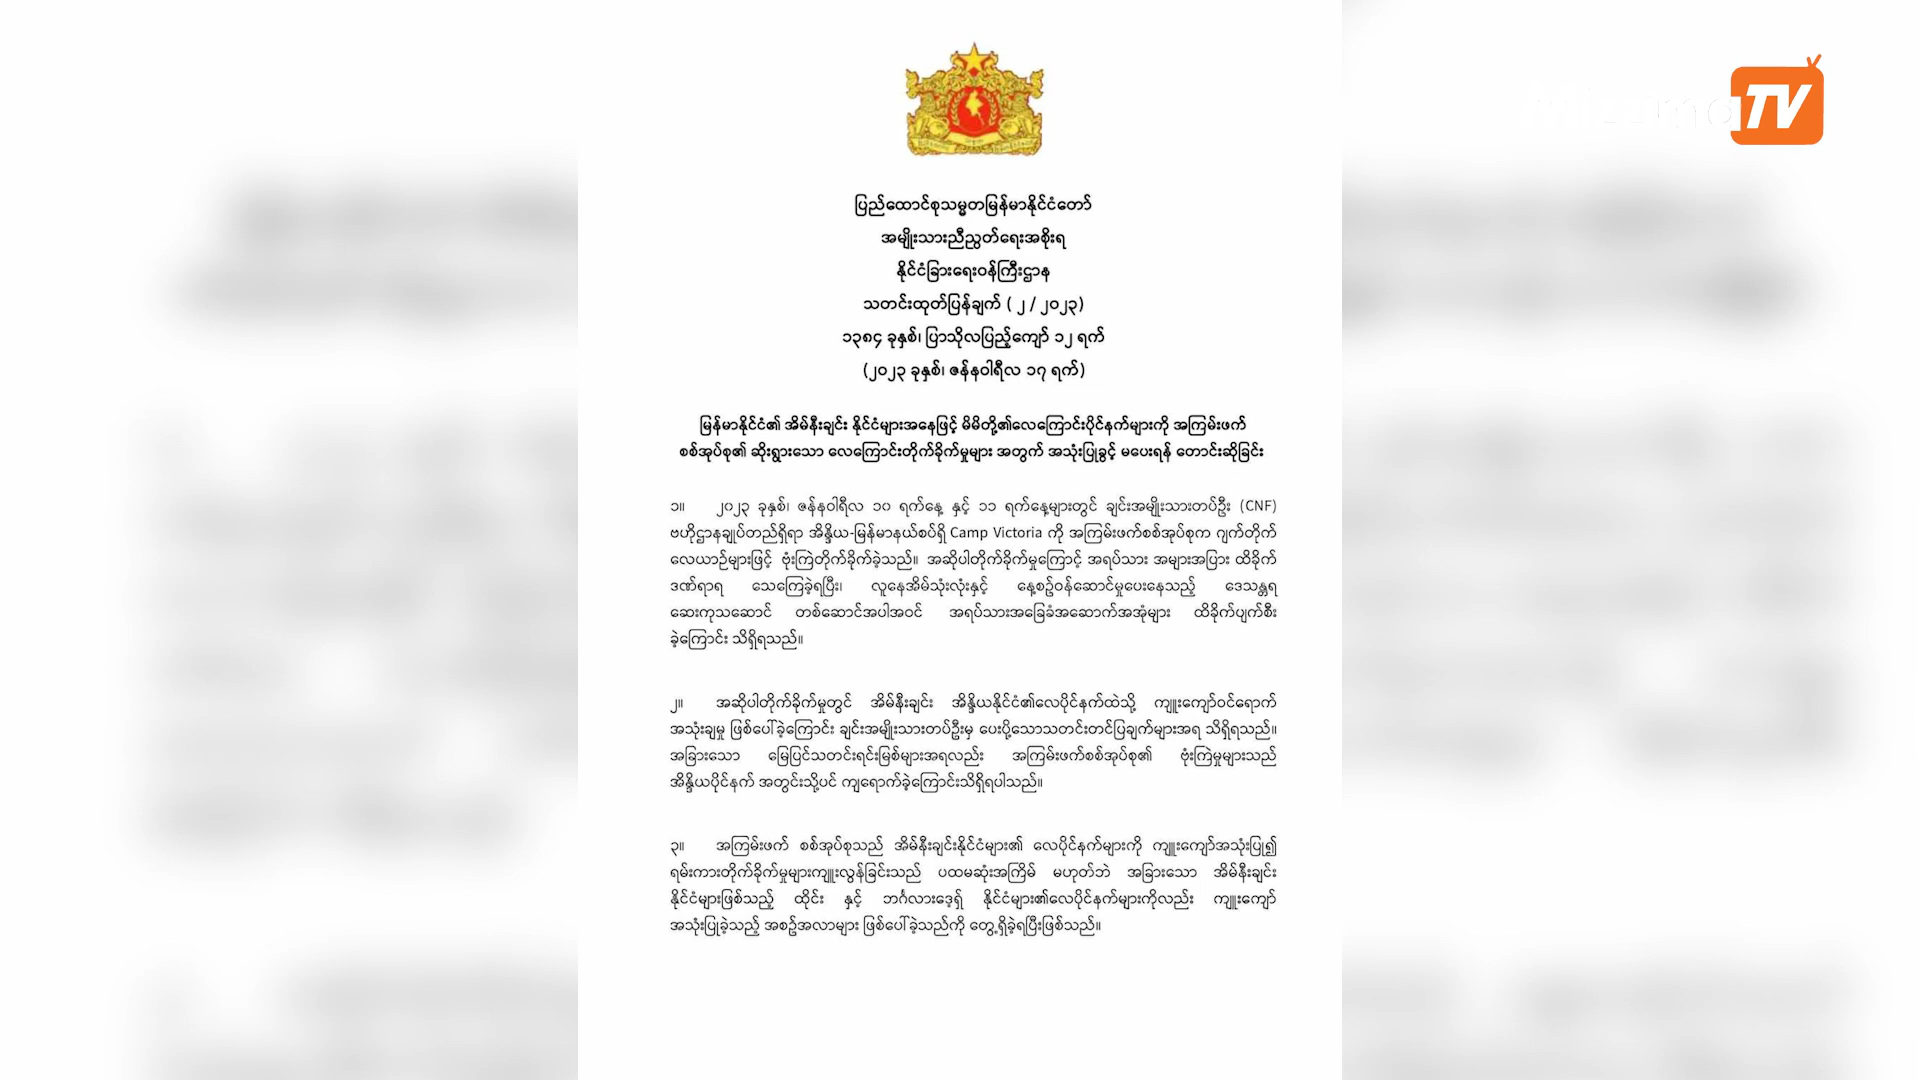 TV
ပြည်ထောင်စုသမ္မတမြန်မာနိုင်ငံတော်
အမျိုးသားညီညွတ်ရေးအစိုးရ
နိုင်ငံခြားရေးဝန်ကြီးဌာန
သတင်းထုတ်ပြန်ချက် ( ၂ / ၂၀၂၃)
၁၃၈၄ ခုနှစ်၊ ပြာသိုလပြည့်ကျော် ၁၂ ရက်
(၂၀၂၃ ခုနှစ်၊ ဇန်နဝါရီလ ၁၇ ရက်)
မြန်မာနိုင်ငံ၏ အိမ်နီးချင်း နိုင်ငံများအနေဖြင့် မိမိတို့၏လေကြောင်းပိုင်နက်များကို အကြမ်းဖက်
စစ်အုပ်စု၏ ဆိုးရွားသော လေကြောင်းတိုက်ခိုက်မှုများ အတွက် အသုံးပြုခွင့် မပေးရန် တောင်းဆိုခြင်း
၁။ ၂၀၂၃ ခုနှစ်၊ ဇန်နဝါရီလ ၁၀ ရက်နေ့ နှင့် ၁၁ ရက်နေ့များတွင် ချင်းအမျိုးသားတပ်ဦး (CNF)
ဗဟိုဌာနချုပ်တည်ရှိရာ အိန္ဒိယ-မြန်မာနယ်စပ်ရှိ Camp Victoria ကို အကြမ်းဖက်စစ်အုပ်စုက ဂျက်တိုက်
လေယာဉ်များဖြင့် ဗုံးကြဲတိုက်ခိုက်ခဲ့သည်။ အဆိုပါတိုက်ခိုက်မှုကြောင့် အရပ်သား အများအပြား ထိခိုက်
ဒဏ်ရာရ သေကြေခဲ့ရပြီး၊ လူနေအိမ်သုံးလုံးနှင့် နေ့စဉ်ဝန်ဆောင်မှုပေးနေသည့် ဒေသန္တရ
ဆေးကုသဆောင် တစ်ဆောင်အပါအဝင် အရပ်သားအခြေခံအဆောက်အအုံများ ထိခိုက်ပျက်စီး
ခဲ့ကြောင်း သိရှိရသည်။
၂။ အဆိုပါတိုက်ခိုက်မှုတွင် အိမ်နီးချင်း အိန္ဒိယနိုင်ငံ၏လေပိုင်နက်ထဲသို့ ကျူးကျော်ဝင်ရောက်
အသုံးချမှု ဖြစ်ပေါ်ခဲ့ကြောင်း ချင်းအမျိုးသားတပ်ဦးမှ ပေးပို့သောသတင်းတင်ပြချက်များအရ သိရှိရသည်။
အခြားသော မြေပြင်သတင်းရင်းမြစ်များအရလည်း အကြမ်းဖက်စစ်အုပ်စု၏ ဗုံးကြဲမှုများသည်
အိန္ဒိယပိုင်နက် အတွင်းသို့ပင် ကျရောက်ခဲ့ကြောင်းသိရှိရပါသည်။
၃။ အကြမ်းဖက် စစ်အုပ်စုသည် အိမ်နီးချင်းနိုင်ငံများ၏ လေပိုင်နက်များကို ကျူးကျော်အသုံးပြု၍
ရမ်းကားတိုက်ခိုက်မှုများကျူးလွန်ခြင်းသည် ပထမဆုံးအကြိမ် မဟုတ်ဘဲ အခြားသော အိမ်နီးချင်း
နိုင်ငံများဖြစ်သည့် ထိုင်း နှင့် ဘင်္ဂလားဒေ့ရှ် နိုင်ငံများ၏လေပိုင်နက်များကိုလည်း ကျူးကျော်
အသုံးပြုခဲ့သည့် အစဥ်အလာများ ဖြစ်ပေါ်ခဲ့သည်ကို တွေ့ရှိခဲ့ရပြီးဖြစ်သည်။